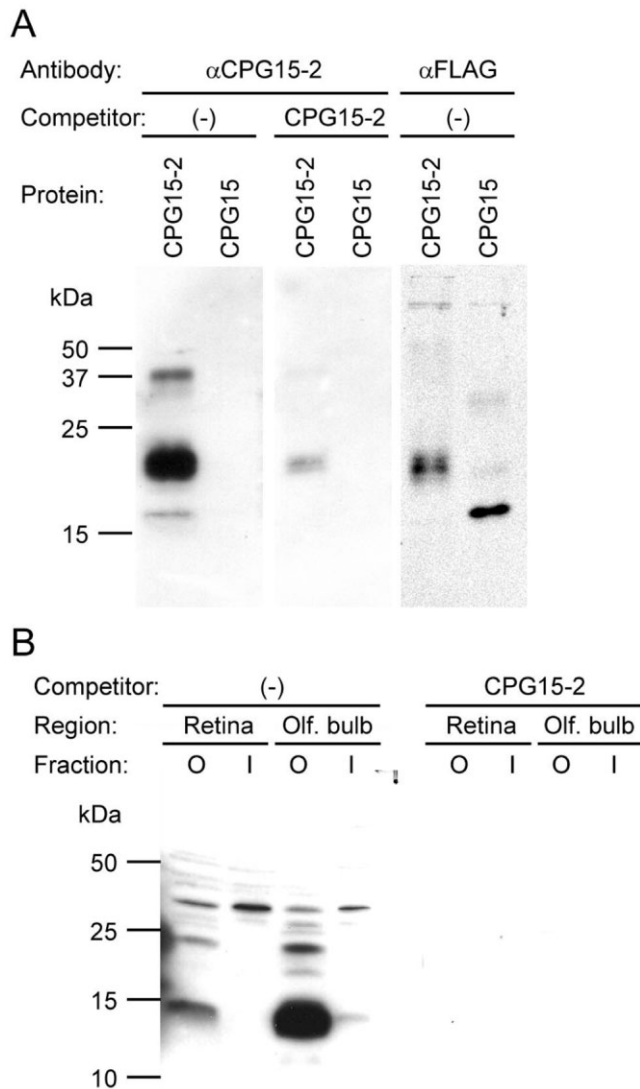 A
Antibody: αCPG15-2 αFLAG
Competitor: (-) CPG15-2 (-)
Protein: CPG15-2 CPG15 CPG15-2 CPG15 CPG15-2 CPG15
kDa
50
37
25
15
B
Competitor: (-) CPG15-2
Region: Retina Olf. bulb Retina Olf. bulb
Fraction: O I O I O I O I
kDa
50
25
15
10